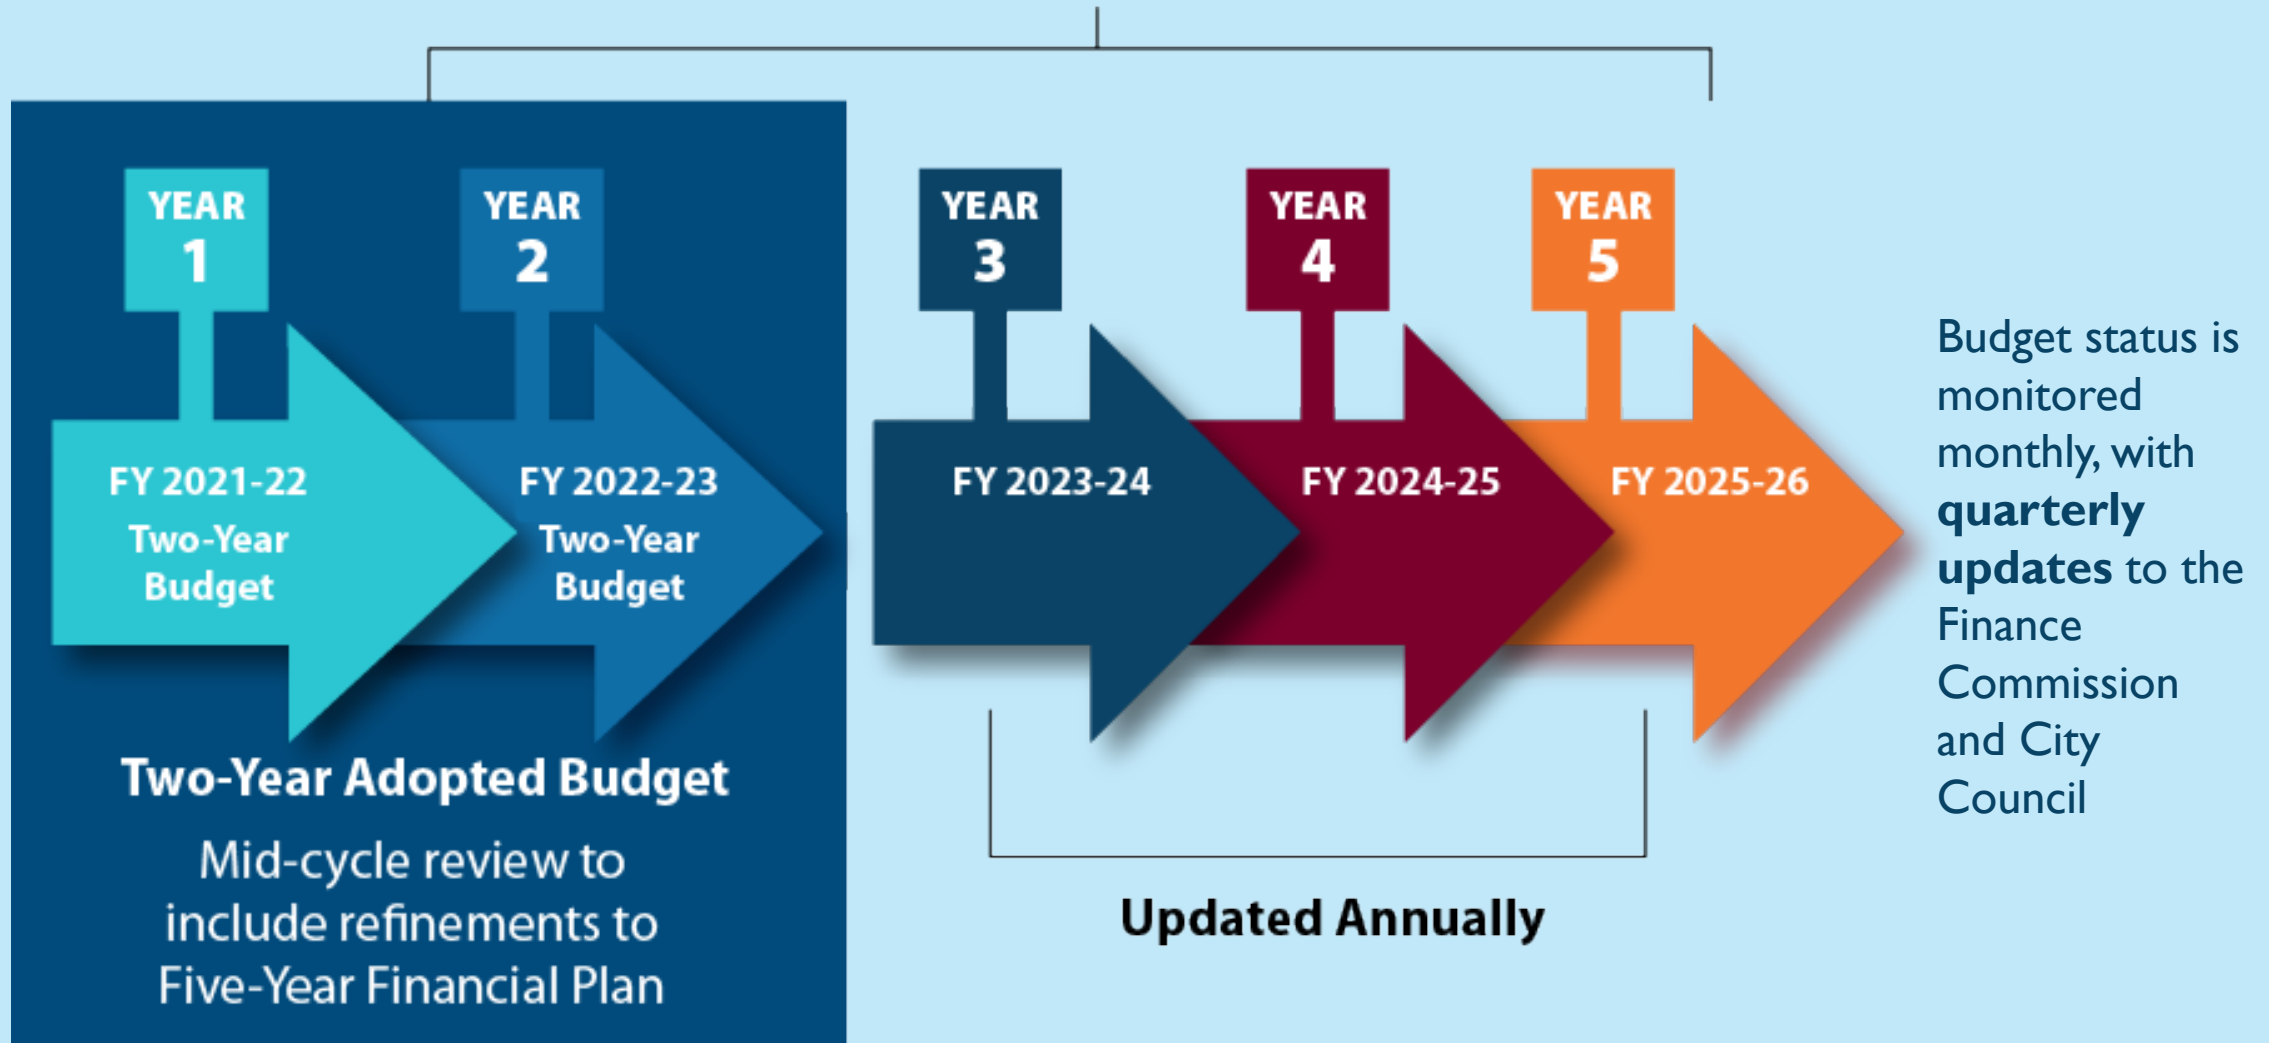 YEAR
1
YEAR
2
YEAR
3
YEAR
4
YEAR
5
FY 2021-22
Two-Year
Budget
FY 2022-23
Two-Year
Budget
FY 2023-24
FY 2024-25
FY 2025-26
Two-Year Adopted Budget
Mid-cycle review to
include refinements to
Five-Year Financial Plan
Updated Annually
Budget status is
monitored
monthly, with
quarterly
updates to the
Finance
Commission
and City
Council